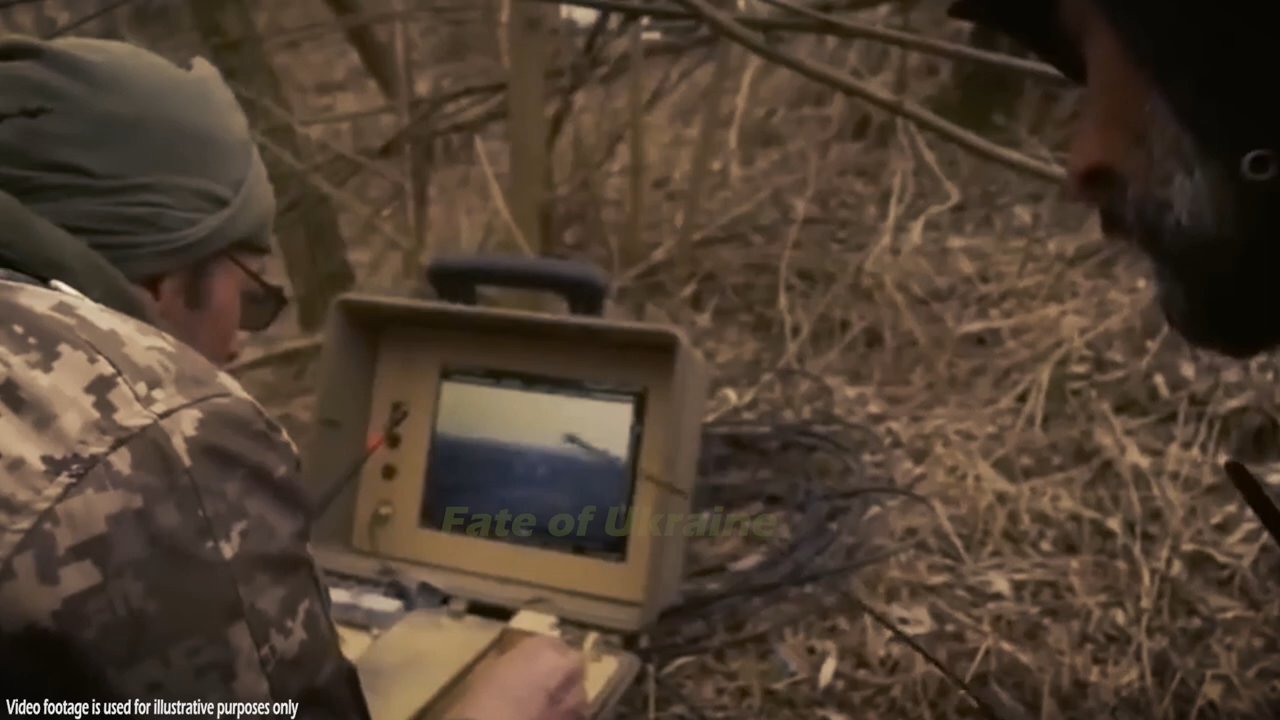 Fate of Ukraine
Video footage is used for illustrative purposes only